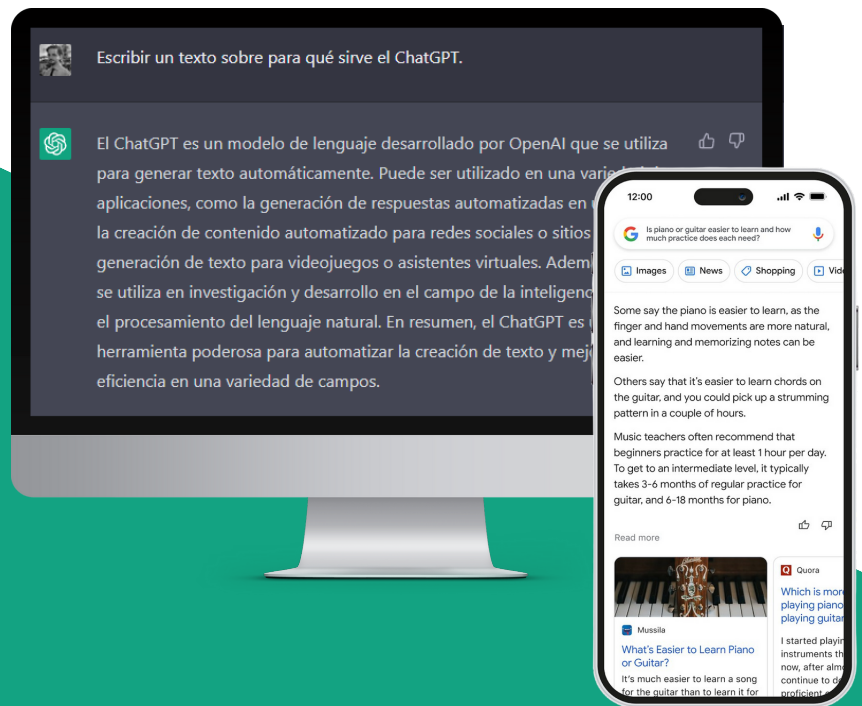 Escribir un texto sobre para qué sirve el ChatGPT.
El ChatGPT es un modelo de lenguaje desarrollado por OpenAI que se utiliza
para generar texto automáticamente. Puede ser utilizado en una
aplicaciones, como la generación de respuestas automatizadas en
la creación de contenido automatizado para redes sociales o sitios
generación de texto para videojuegos o asistentes virtuales.
se utiliza en investigación y desarrollo en el campo de la
el procesamiento del lenguaje natural. En resumen, el ChatGPT es
herramienta poderosa para automatizar la creación de texto y
eficiencia en una variedad de campos.
12:00
Is piano or guitar easier to learn and how
much practice does each need?
Images News Shopping
Some say the piano is easier to learn, as the
finger and hand movements are more natural,
and learning and memorizing notes can be
easier.
Others say that it's easier to learn chords on
the guitar, and you could pick up a strumming
pattern in a couple of hours.
Music teachers often recommend that
beginners practice for at least 1 hour per day.
To get to an intermediate level, it typically
takes 3-6 months of regular practice for
guitar, and 6-18 months for piano.
Read more
Mussila
What's Easier to Learn Piano
or Guitar?
It's much easier to learn a song
for the guitar than to learn it for
Quora
Which is more
playing piano
playing guitar
I started playing
instruments
now, after
continue to
proficient